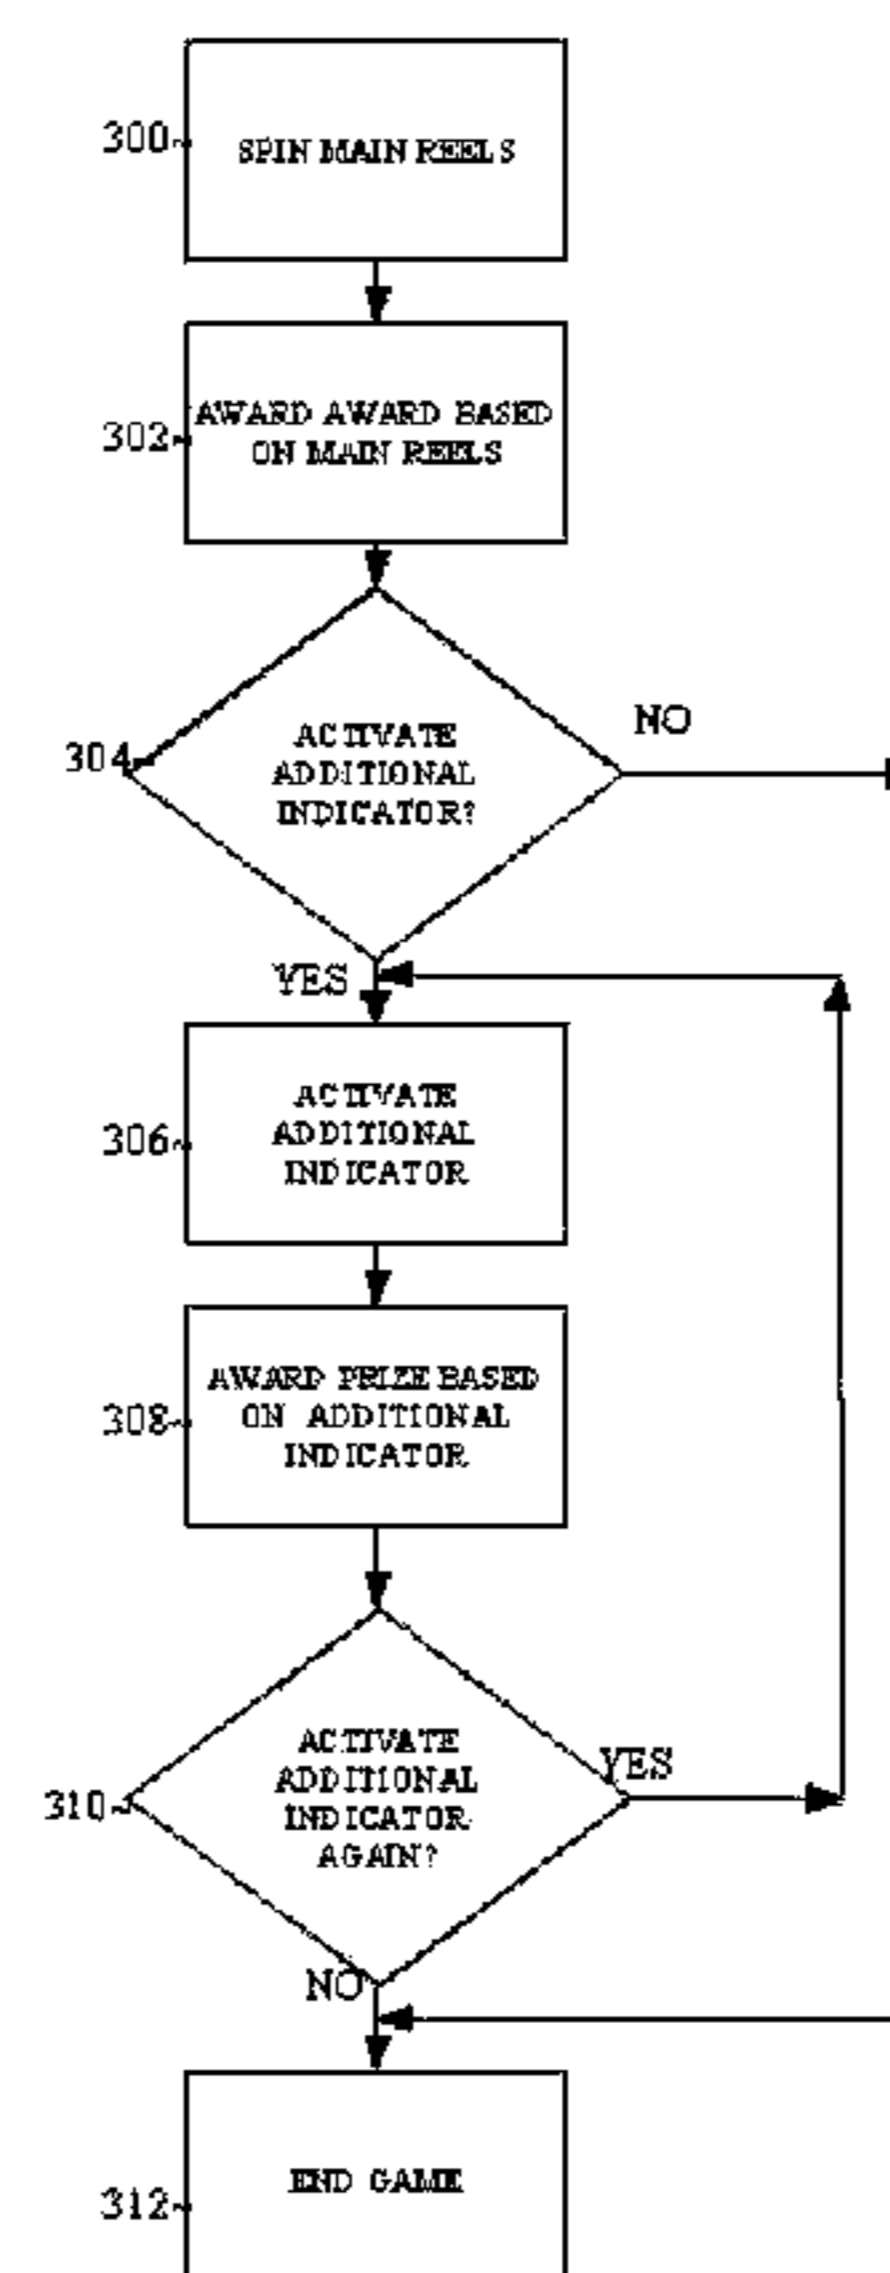 300
SPIN MAIN REELS
302
AWARD AWARD BASED
ON MAIN REELS
304
ACTIVATE
ADDITIONAL
INDICATOR?
NO
YES
306
ACTIVATE
ADDITIONAL
INDICATOR
308
AWARD PRIZE BASED
ON ADDITIONAL
INDICATOR
310
ACTIVATE
ADDITIONAL
INDICATOR
AGAIN?
YES
NO
312
END GAME